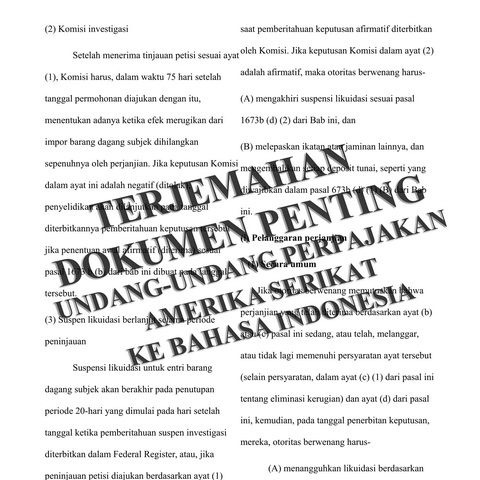 (2) Komisi investigasi
Setelah menerima tinjauan petisi sesuai ayat
(1), Komisi harus, dalam waktu 75 hari setelah
tanggal permohonan diajukan dengan itu,
menentukan adanya ketika efek merugikan dari
impor barang dagang subjek dihilangkan
sepenuhnya oleh perjanjian. Jika keputusan Komisi
dalam ayat ini adalah negatif (ditolak),
penyelidikan akan dilanjutkan pada tanggal
diterbitkannya pemberitahuan keputusan tersebut
jika penentuan awal afirmatif (diterima) sesuai
pasal 1673b (b) dari bab ini dibuat pada tanggal
tersebut.
(3) Suspen likuidasi berlanjut selama periode
peninjauan
Suspensi likuidasi untuk entri barang
dagang subjek akan berakhir pada penutupan
periode 20-hari yang dimulai pada hari setelah
tanggal ketika pemberitahuan suspen investigasi
diterbitkan dalam Federal Register, atau, jika
peninjauan petisi diajukan berdasarkan ayat (1)
saat pemberitahuan keputusan afirmatif diterbitkan
oleh Komisi. Jika keputusan Komisi dalam ayat (2)
adalah afirmatif, maka otoritas berwenang harus-
(A) mengakhiri suspensi likuidasi sesuai pasal
1673b (d) (2) dari Bab ini, dan
(B) melepaskan ikatan atau jaminan lainnya, dan
mengembalikan setiap deposit tunai, seperti yang
diwajibkan dalam pasal 673b (d) (1) (B) dari Bab
ini.
(i) Pelanggaran perjanjian
(1) Secara umum
Jika otoritas berwenang memutuskan bahwa
perjanjian yang telah diterima berdasarkan ayat (b)
atau (c) pasal ini sedang, atau telah, melanggar,
atau tidak lagi memenuhi persyaratan ayat tersebut
(selain persyaratan, dalam ayat (c) (1) dari pasal ini
tentang eliminasi kerugian) dan ayat (d) dari pasal
ini, kemudian, pada tanggal penerbitan keputusan,
mereka, otoritas berwenang harus-
(A) menangguhkan likuidasi berdasarkan
TERJEMAHAN
DOKUMEN PENTING
UNDANG-UNDANG PERPAJAKAN
AMERIKA SERIKAT
KE BAHASA INDONESIA